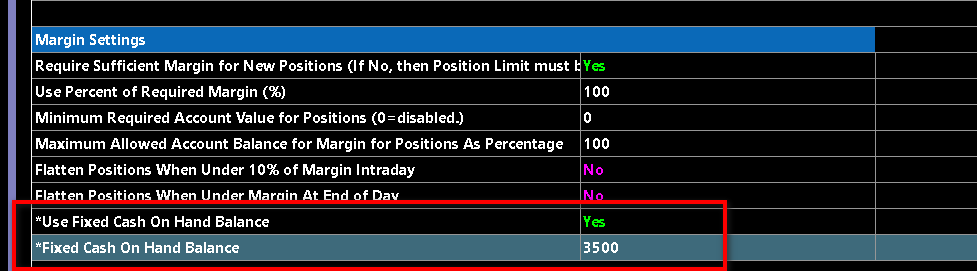 Margin Settings
Require Sufficient Margin for New Positions (If No, then Position Limit must b Yes
Use Percent of Required Margin (%) 100
Minimum Required Account Value for Positions (0=disabled.) 0
Maximum Allowed Account Balance for Margin for Positions As Percentage 100
Flatten Positions When Under 10% of Margin Intraday No
Flatten Positions When Under Margin At End of Day No
*Use Fixed Cash On Hand Balance Yes
*Fixed Cash On Hand Balance 3500